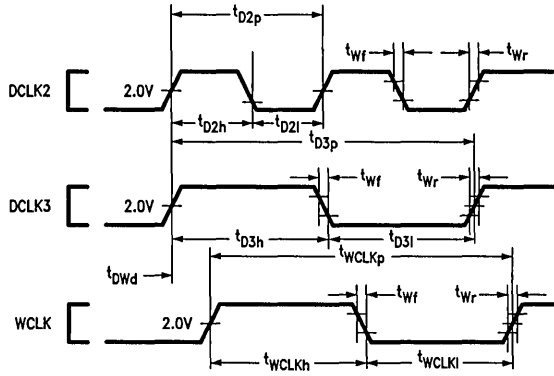 tD2p
tWf
tWr
DCLK2
2.0V
tD2h
tD2l
tD3p
tWf
tWr
DCLK3
2.0V
tD3h
tD3l
tWCLKp
tDWd
tWf
tWr
WCLK
2.0V
tWCLKh
tWCLKl